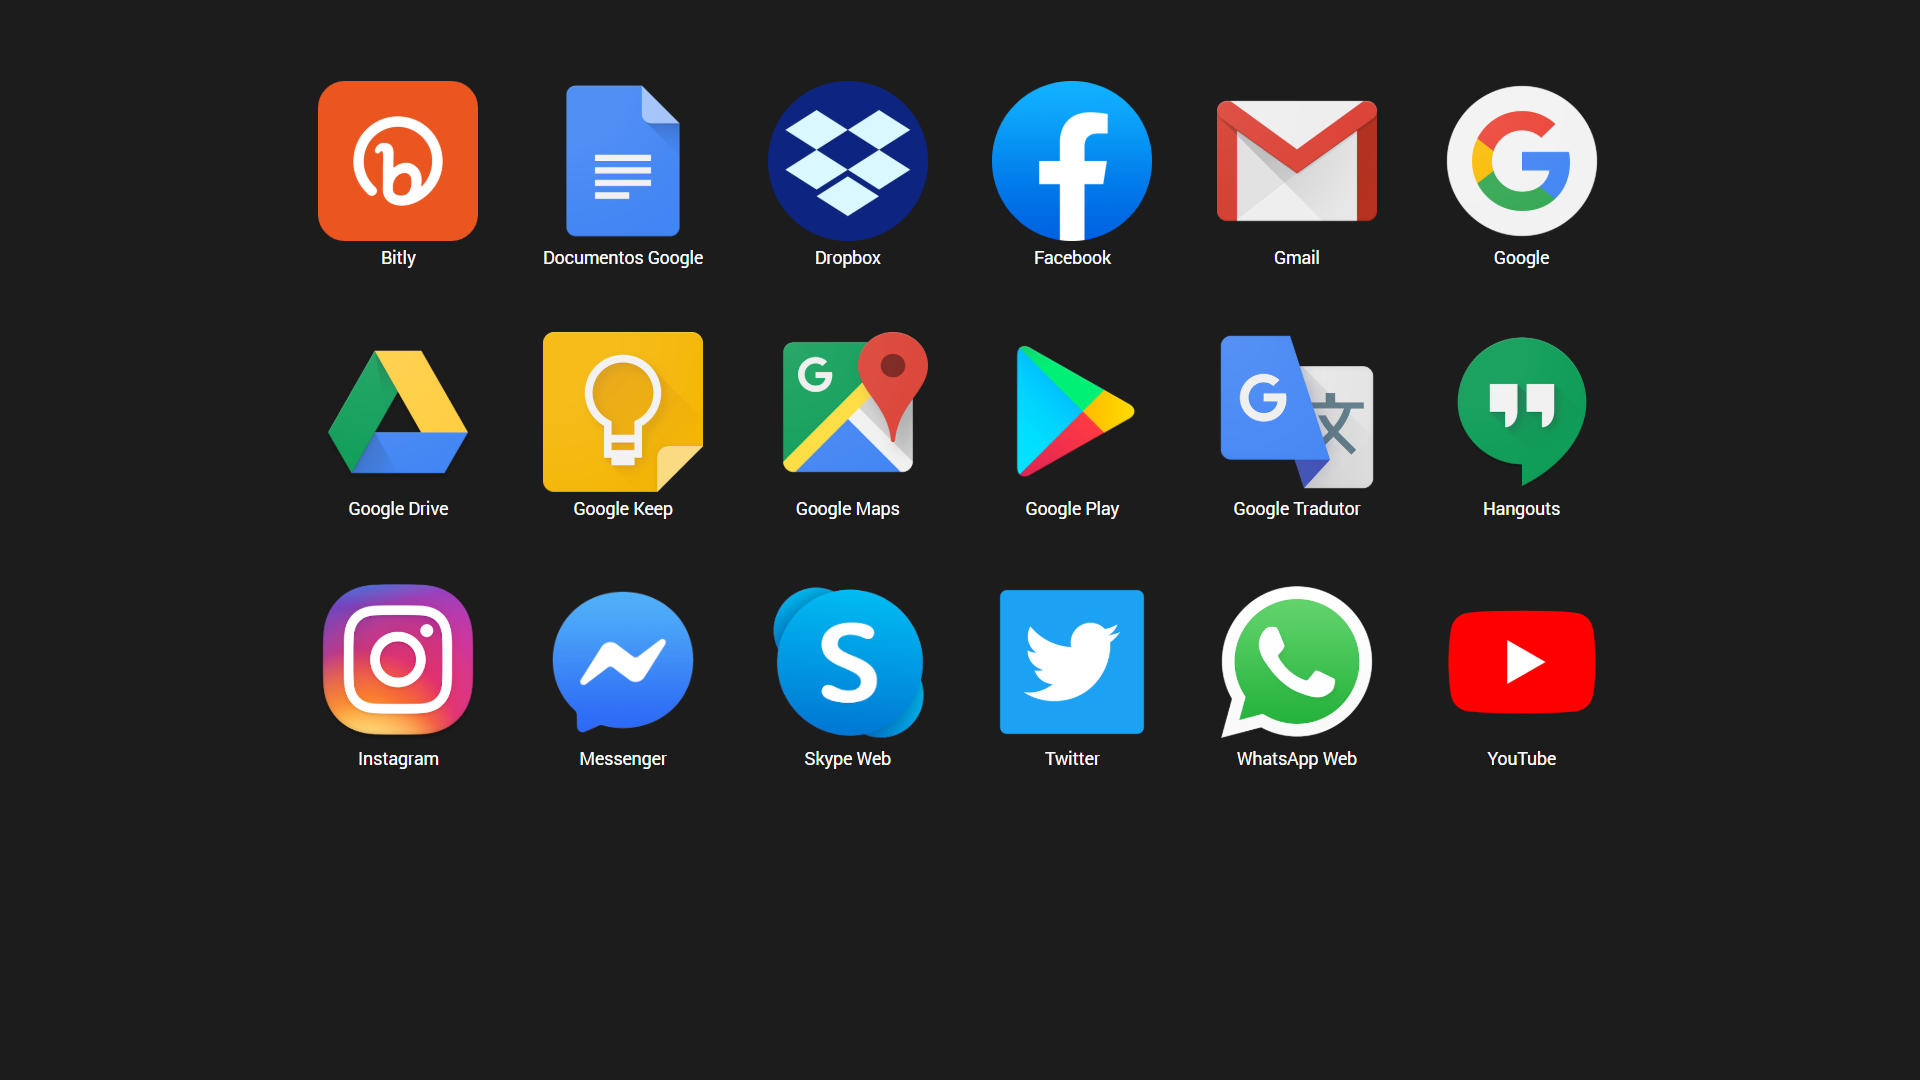 Bitly
Documentos Google
Dropbox
Facebook
Gmail
Google
Google Drive
Google Keep
Google Maps
Google Play
Google Tradutor
Hangouts
Instagram
Messenger
Skype Web
Twitter
WhatsApp Web
YouTube